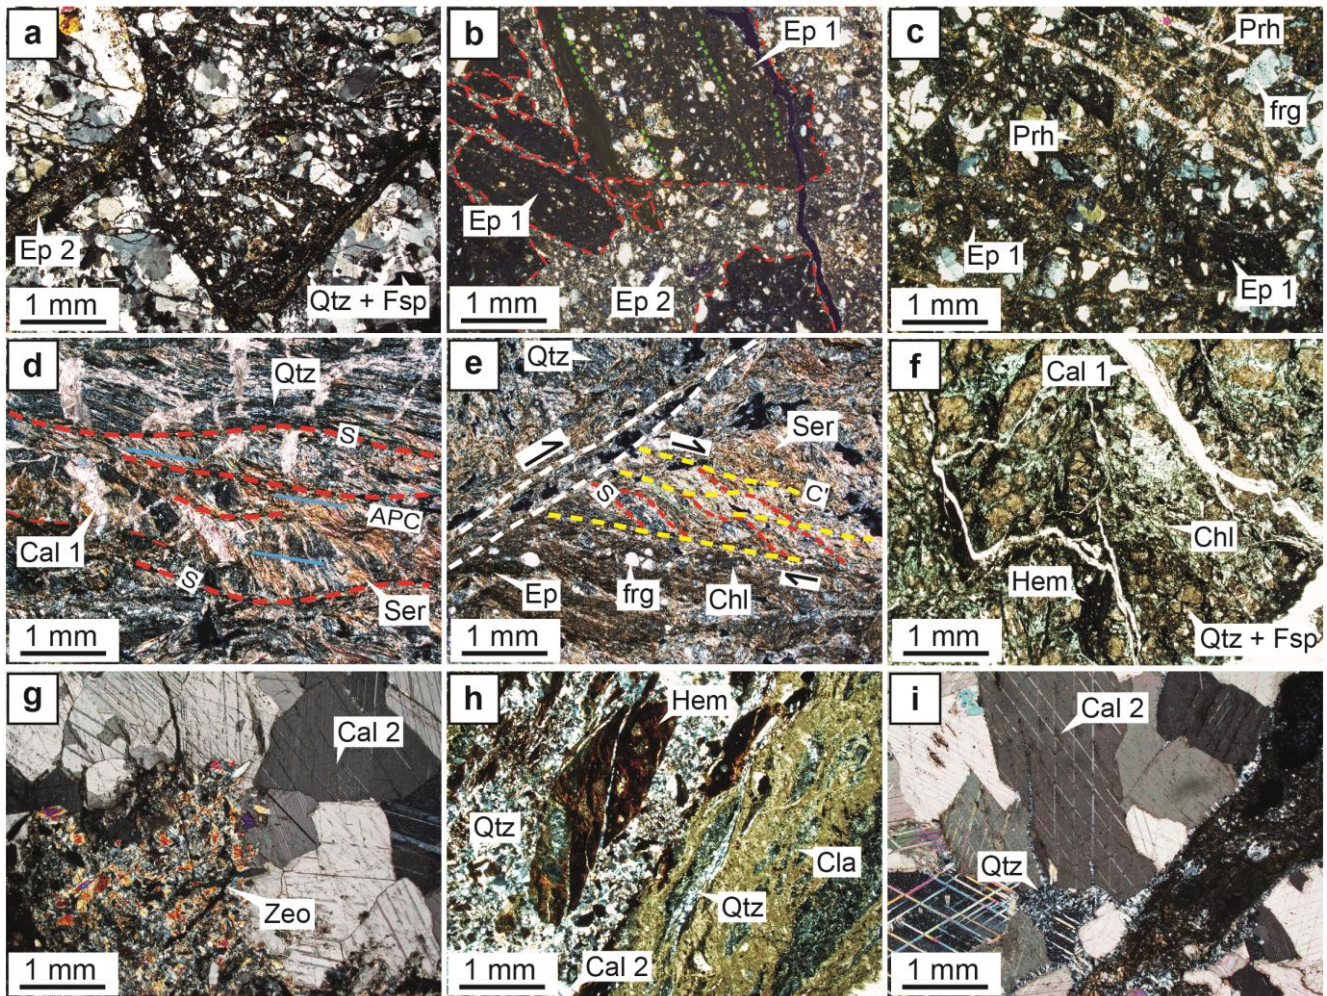 a
Ep 2
Qtz + Fsp
1 mm
b
Ep 1
Ep 1
Ep 2
1 mm
c
Prh
frg
Prh
Ep 1
Ep 1
1 mm
d
Qtz
S
APC
Cal 1
S
Ser
1 mm
e
Qtz
Ser
S
C'
Ep
frg
Chl
1 mm
f
Cal 1
Chl
Hem
Qtz + Fsp
1 mm
g
Cal 2
Zeo
1 mm
h
Hem
Qtz
Cla
Qtz
Cal 2
1 mm
i
Cal 2
Qtz
1 mm